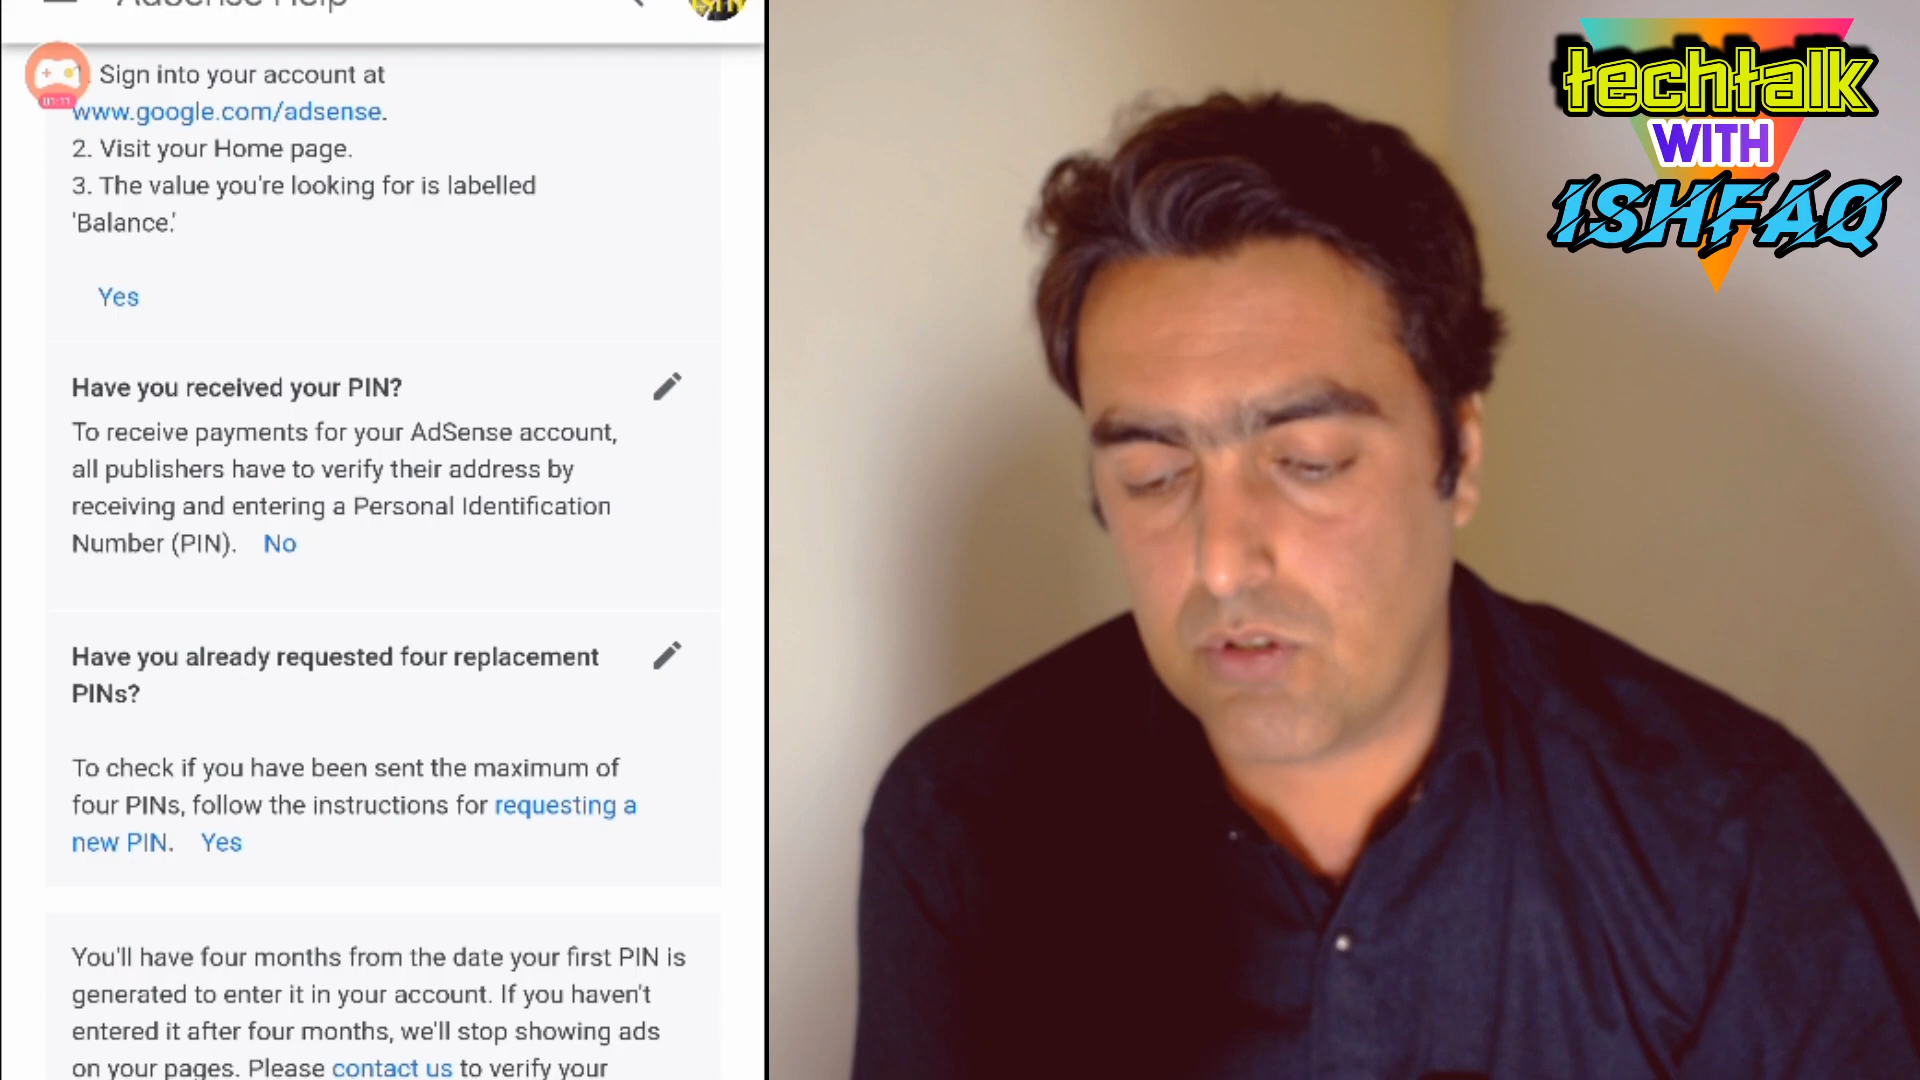 AdSense Help
1. Sign into your account at
01:11
www.google.com/adsense.
2. Visit your Home page.
3. The value you're looking for is labelled
'Balance.'
Yes
Have you received your PIN?
To receive payments for your AdSense account,
all publishers have to verify their address by
receiving and entering a Personal Identification
Number (PIN). No
Have you already requested four replacement
PINs?
To check if you have been sent the maximum of
four PINs, follow the instructions for requesting a
new PIN. Yes
You'll have four months from the date your first PIN is
generated to enter it in your account. If you haven't
entered it after four months, we'll stop showing ads
on your pages. Please contact us to verify your
techtalk
WITH
ISHFAQ